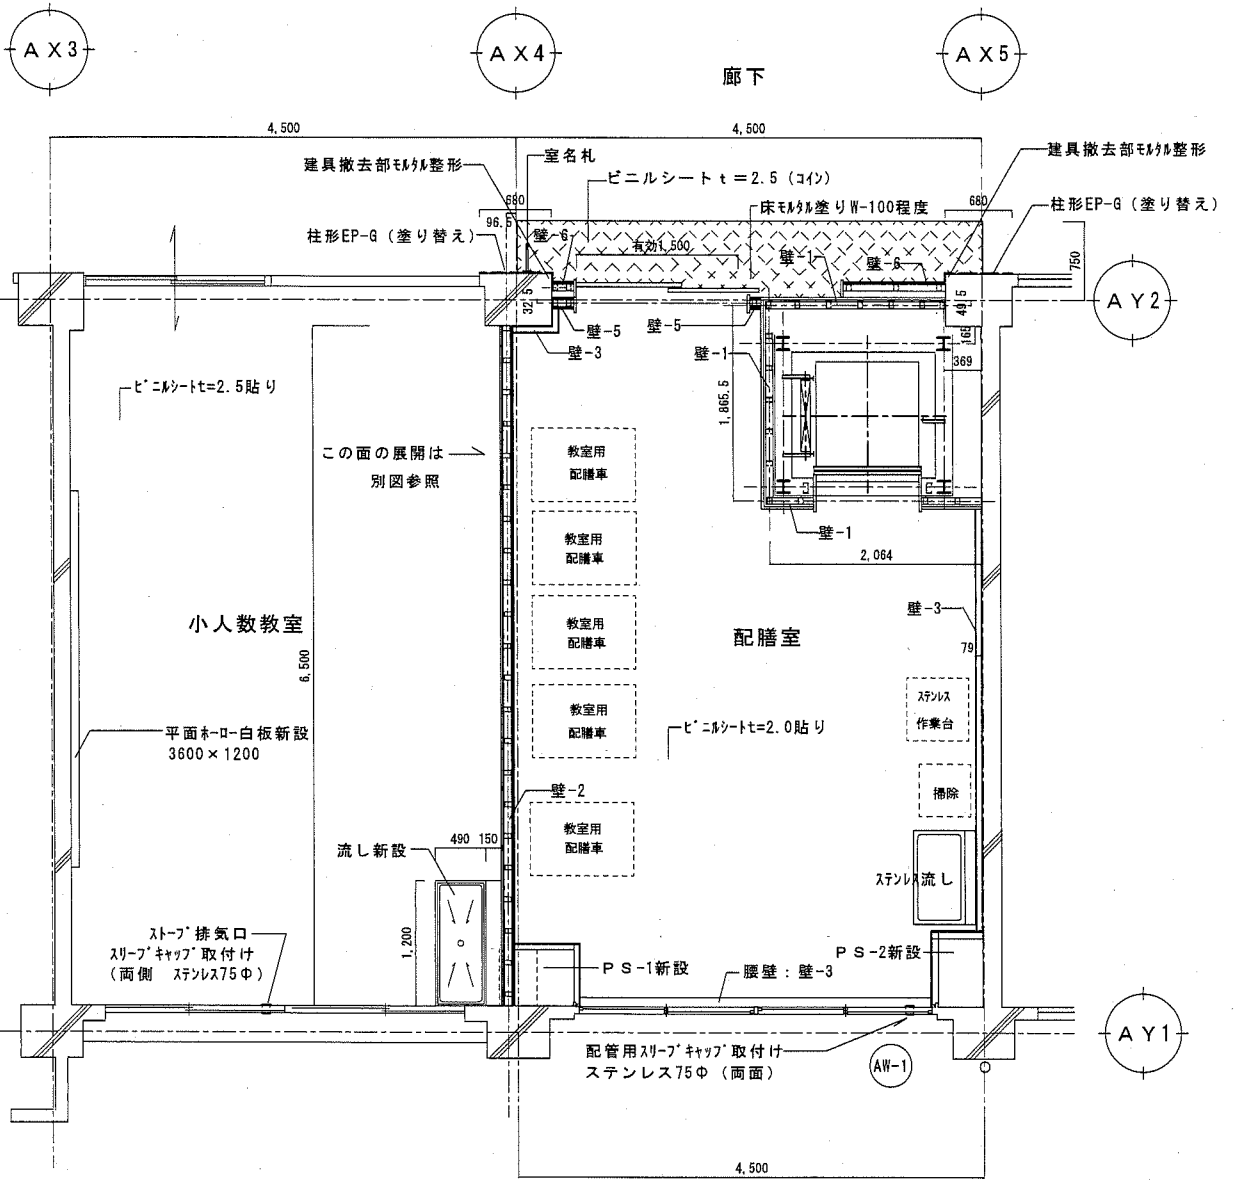 AX3
AX4
AX5
廊下
4,500
4,500
建具撤去部ﾓﾙﾀﾙ整形
室名札
建具撤去部ﾓﾙﾀﾙ整形
ビニルシート t＝2.5（ｺｲﾝ）
680
床ﾓﾙﾀﾙ塗りW-100程度
680
柱形EP-G（塗り替え）
96.5
柱形EP-G（塗り替え）
壁-6
有効1,500
壁-1
壁-6
750
AY2
32.5
49.5
壁-5
壁-5
165
壁-3
壁-1
369
ﾋﾞﾆﾙｼｰﾄt=2.5貼り
1,865.5
この面の展開は
別図参照
教室用
配膳車
教室用
配膳車
壁-1
2,064
教室用
配膳車
小人数教室
配膳室
壁-3
79
6,500
教室用
配膳車
ｽﾃﾝﾚｽ
作業台
平面ﾎｰﾛｰ白板新設
3600×1200
ﾋﾞﾆﾙｼｰﾄt=2.0貼り
掃除
壁-2
教室用
配膳車
490
150
流し新設
ｽﾃﾝﾚｽ流し
1,200
ｽﾄｰﾌﾞ排気口
ｽﾘｰﾌﾞｷｬｯﾌﾟ取付け
（両側　ｽﾃﾝﾚｽ75Φ）
PS-1新設
腰壁：壁-3
PS-2新設
AY1
配管用ｽﾘｰﾌﾞｷｬｯﾌﾟ取付け
ステンレス75Φ（両面）
AW-1
4,500